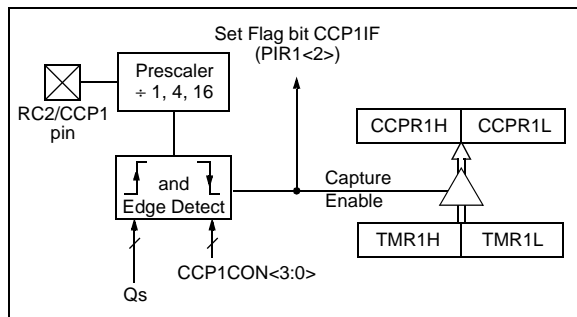 Set Flag bit CCP1IF
(PIR1<2>)
Prescaler
÷ 1, 4, 16
RC2/CCP1
pin
CCPR1H CCPR1L
and
Edge Detect
Capture
Enable
TMR1H TMR1L
CCP1CON<3:0>
Qs